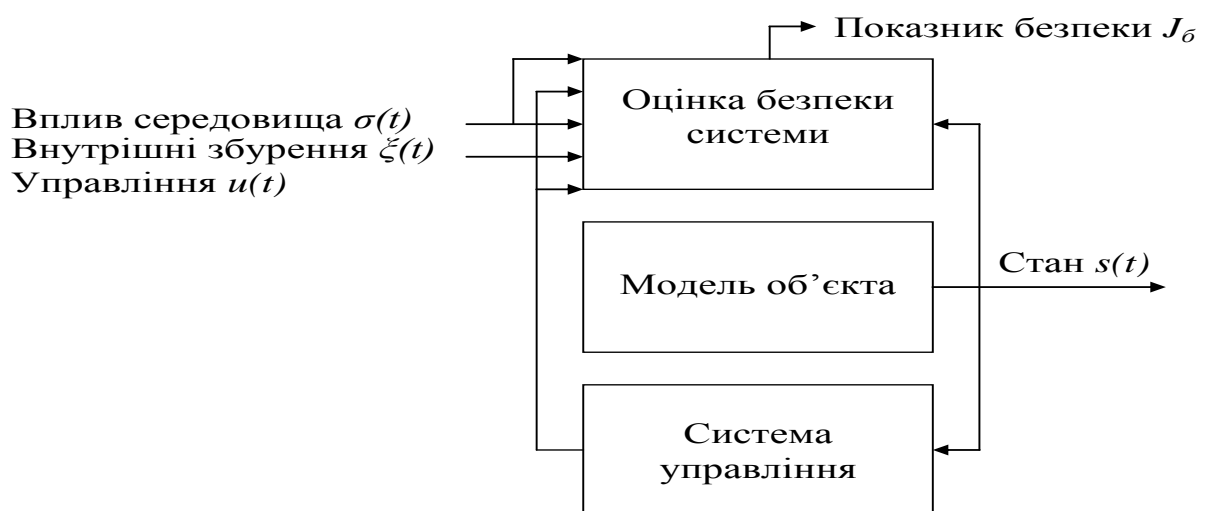 Показник безпеки Jб
Оцінка безпеки
системи
Вплив середовища σ(t)
Внутрішні збурення ξ(t)
Управління u(t)
Модель об’єкта
Стан s(t)
Система
управління